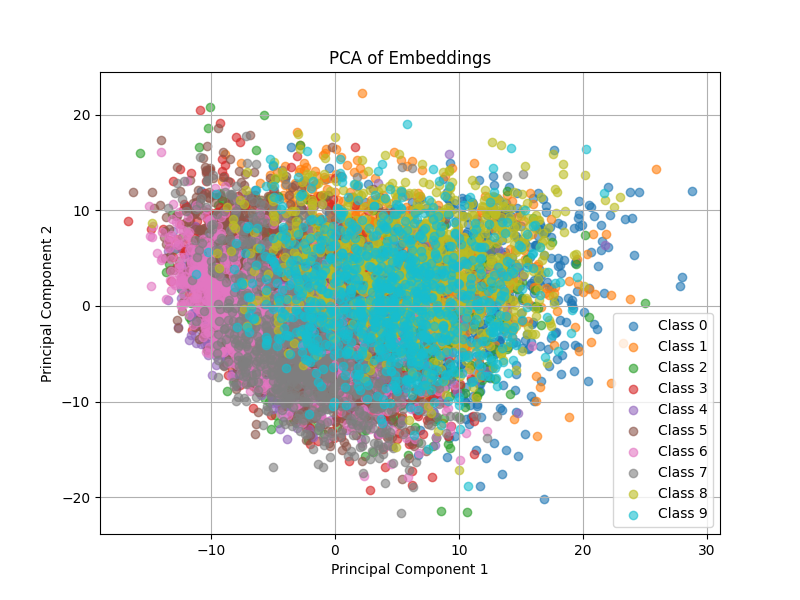 PCA of Embeddings
20
10
0
−10
−20
Principal Component 2
−10
0
10
20
30
Principal Component 1
Class 0
Class 1
Class 2
Class 3
Class 4
Class 5
Class 6
Class 7
Class 8
Class 9